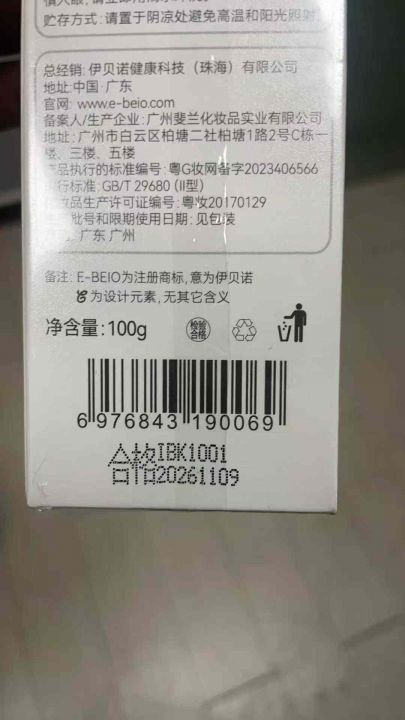 贮存方式:请置于阴凉处避免高温和阳光照射
总经销: 伊贝诺健康科技（珠海）有限公司
地址:中国·广东
官网: www.e-beio.com
备案人/生产企业:广州斐兰化妆品实业有限公司
地址: 广州市白云区柏塘二社柏塘1路2号C栋一
楼、三楼、五楼
产品执行的标准编号: 粤G妆网备字2023406566
行标准: GB/T 29680 (II型)
妆品生产许可证编号: 粤妆20170129
批号和限期使用日期: 见包装
广东 广州
备注: E-BEIO为注册商标, 意为伊贝诺
为设计元素, 无其它含义
净含量: 100g
检验合格
6 976843 190069
合格IBK1001
20261109